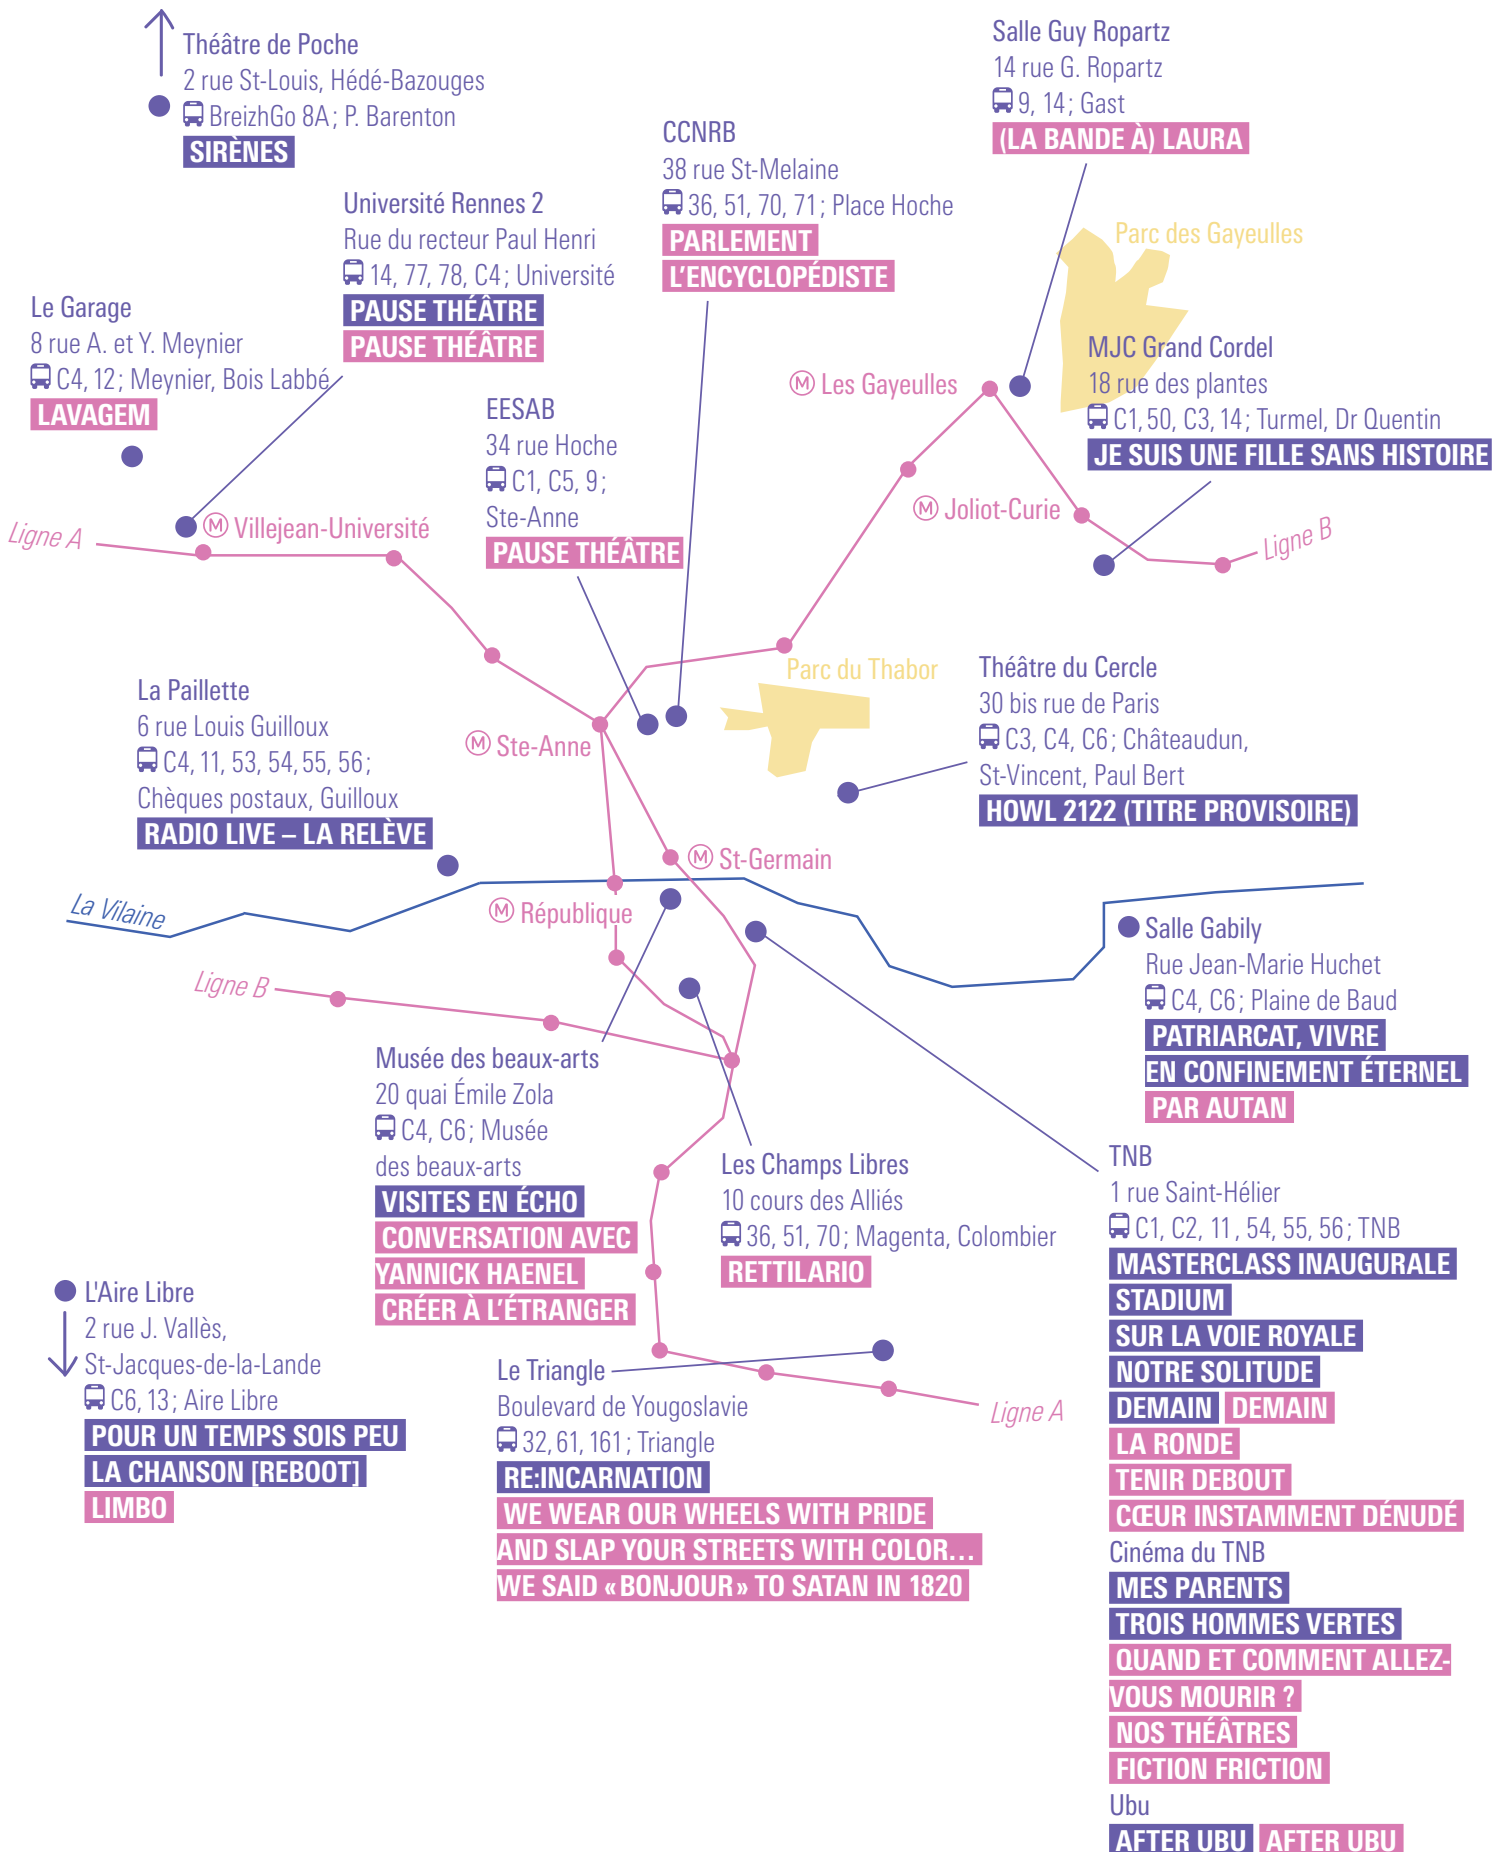 Théâtre de Poche
2 rue St-Louis, Hédé-Bazouges
BreizhGo 8A ; P. Barenton
SIRÈNES
Salle Guy Ropartz
14 rue G. Ropartz
9, 14 ; Gast
(LA BANDE À) LAURA
CCNRB
38 rue St-Melaine
36, 51, 70, 71 ; Place Hoche
PARLEMENT
L'ENCYCLOPÉDISTE
Université Rennes 2
Rue du recteur Paul Henri
14, 77, 78, C4 ; Université
PAUSE THÉÂTRE
PAUSE THÉÂTRE
Parc des Gayeulles
Le Garage
8 rue A. et Y. Meynier
C4, 12 ; Meynier, Bois Labbé
LAVAGEM
MJC Grand Cordel
18 rue des plantes
C1, 50, C3, 14 ; Turmel, Dr Quentin
JE SUIS UNE FILLE SANS HISTOIRE
M Les Gayeulles
EESAB
34 rue Hoche
C1, C5, 9 ;
Ste-Anne
PAUSE THÉÂTRE
M Joliot-Curie
Ligne B
Ligne A
M Villejean-Université
Parc du Thabor
Théâtre du Cercle
30 bis rue de Paris
C3, C4, C6 ; Châteaudun,
St-Vincent, Paul Bert
HOWL 2122 (TITRE PROVISOIRE)
La Paillette
6 rue Louis Guilloux
C4, 11, 53, 54, 55, 56 ;
Chèques postaux, Guilloux
RADIO LIVE – LA RELÈVE
M Ste-Anne
M St-Germain
La Vilaine
M République
Salle Gabily
Rue Jean-Marie Huchet
C4, C6 ; Plaine de Baud
PATRIARCAT, VIVRE
EN CONFINEMENT ÉTERNEL
PAR AUTAN
Ligne B
Musée des beaux-arts
20 quai Émile Zola
C4, C6 ; Musée
des beaux-arts
VISITES EN ÉCHO
CONVERSATION AVEC
YANNICK HAENEL
CRÉER À L'ÉTRANGER
Les Champs Libres
10 cours des Alliés
36, 51, 70 ; Magenta, Colombier
RETTILARIO
TNB
1 rue Saint-Hélier
C1, C2, 11, 54, 55, 56 ; TNB
MASTERCLASS INAUGURALE
STADIUM
SUR LA VOIE ROYALE
NOTRE SOLITUDE
DEMAIN DEMAIN
LA RONDE
TENIR DEBOUT
CŒUR INSTAMMENT DÉNUDÉ
Cinéma du TNB
MES PARENTS
TROIS HOMMES VERTES
QUAND ET COMMENT ALLEZ-
VOUS MOURIR ?
NOS THÉÂTRES
FICTION FRICTION
Ubu
AFTER UBU AFTER UBU
L'Aire Libre
2 rue J. Vallès,
St-Jacques-de-la-Lande
C6, 13 ; Aire Libre
POUR UN TEMPS SOIS PEU
LA CHANSON [REBOOT]
LIMBO
Le Triangle
Boulevard de Yougoslavie
32, 61, 161 ; Triangle
RE:INCARNATION
WE WEAR OUR WHEELS WITH PRIDE
AND SLAP YOUR STREETS WITH COLOR…
WE SAID « BONJOUR » TO SATAN IN 1820
Ligne A